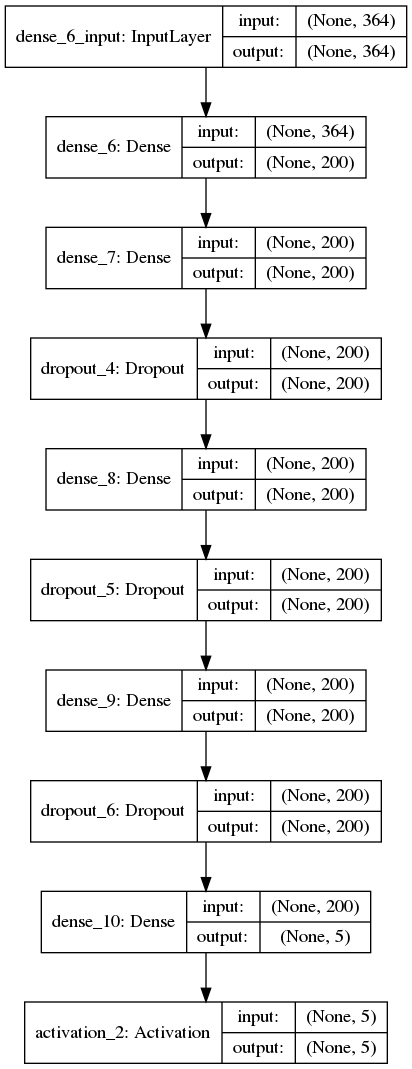 dense_6_input: InputLayer
input: (None, 364)
output: (None, 364)
dense_6: Dense
input: (None, 364)
output: (None, 200)
dense_7: Dense
input: (None, 200)
output: (None, 200)
dropout_4: Dropout
input: (None, 200)
output: (None, 200)
dense_8: Dense
input: (None, 200)
output: (None, 200)
dropout_5: Dropout
input: (None, 200)
output: (None, 200)
dense_9: Dense
input: (None, 200)
output: (None, 200)
dropout_6: Dropout
input: (None, 200)
output: (None, 200)
dense_10: Dense
input: (None, 200)
output: (None, 5)
activation_2: Activation
input: (None, 5)
output: (None, 5)